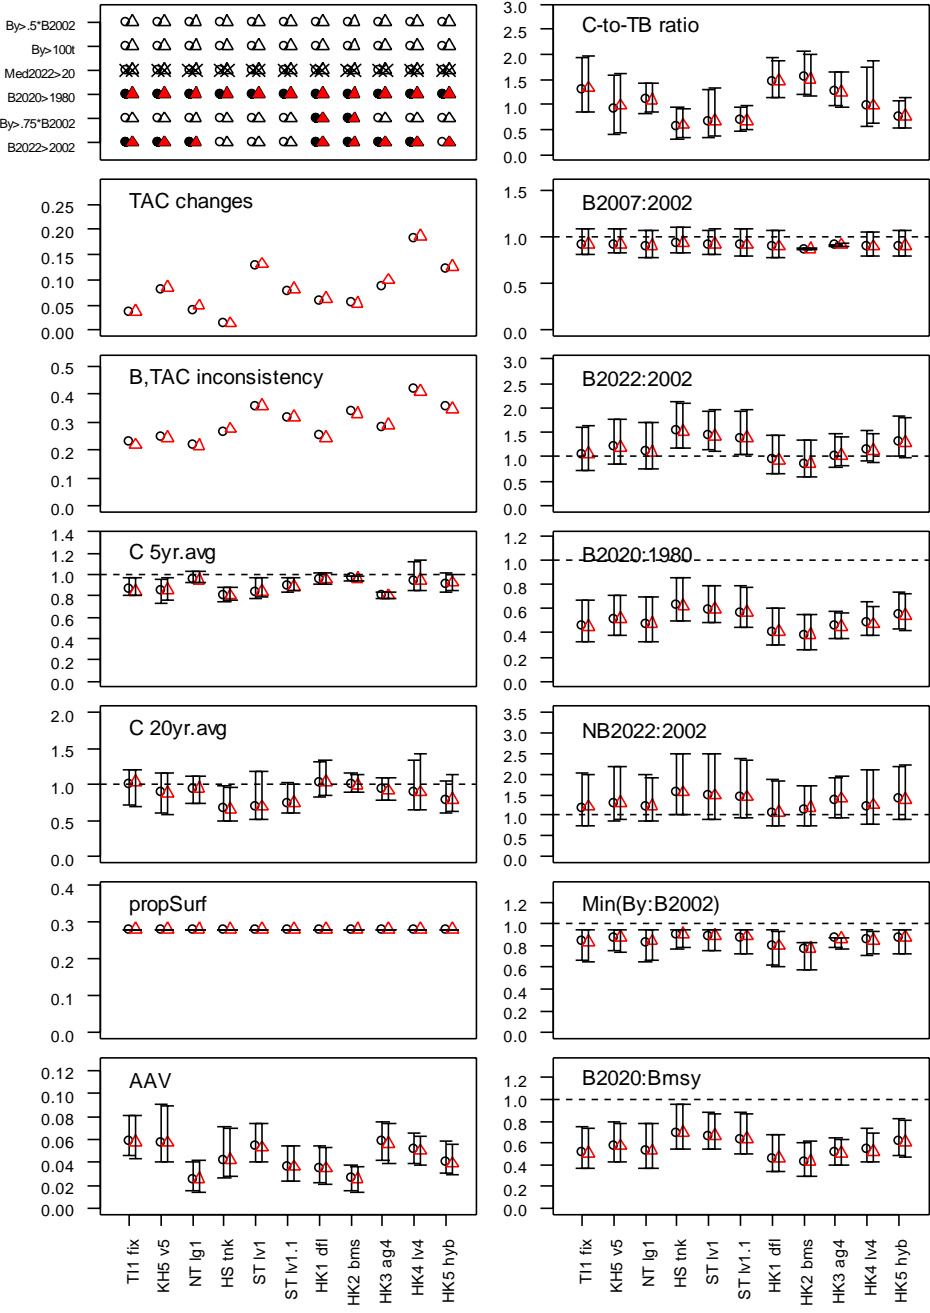 By>.5*B2002
By>100t
Med2022>20
B2020>1980
By>.75*B2002
B2022>2002
C-to-TB ratio
3.0
2.5
2.0
1.5
1.0
0.5
0.0
TAC changes
0.25
0.20
0.15
0.10
0.05
0.00
B2007:2002
1.5
1.0
0.5
0.0
B,TAC inconsistency
0.5
0.4
0.3
0.2
0.1
0.0
B2022:2002
3.0
2.5
2.0
1.5
1.0
0.5
0.0
C 5yr.avg
1.4
1.2
1.0
0.8
0.6
0.4
0.2
0.0
B2020:1980
1.2
1.0
0.8
0.6
0.4
0.2
0.0
C 20yr.avg
2.0
1.5
1.0
0.5
0.0
NB2022:2002
3.5
3.0
2.5
2.0
1.5
1.0
0.5
0.0
propSurf
0.4
0.3
0.2
0.1
0.0
Min(By:B2002)
1.2
1.0
0.8
0.6
0.4
0.2
0.0
AAV
0.12
0.10
0.08
0.06
0.04
0.02
0.00
B2020:Bmsy
1.2
1.0
0.8
0.6
0.4
0.2
0.0
TI1 fix
KH5 v5
NT lg1
HS tnk
ST lv1
ST lv1.1
HK1 dfl
HK2 bms
HK3 ag4
HK4 lv4
HK5 hyb
TI1 fix
KH5 v5
NT lg1
HS tnk
ST lv1
ST lv1.1
HK1 dfl
HK2 bms
HK3 ag4
HK4 lv4
HK5 hyb